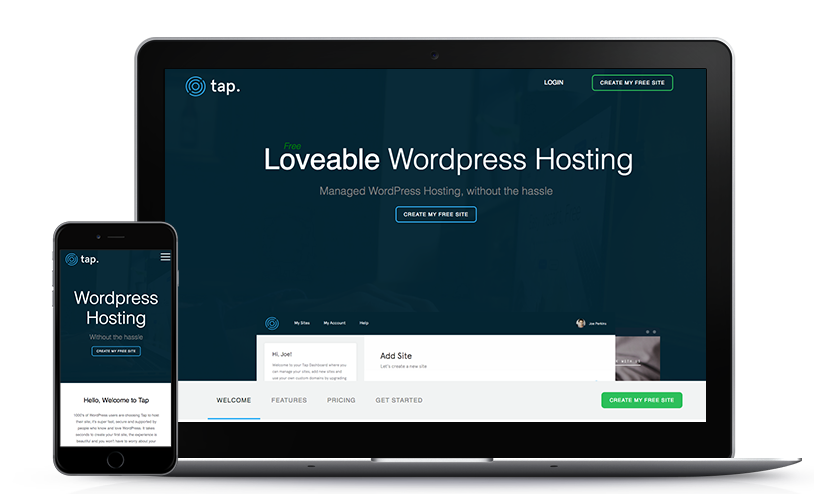 tap.
LOGIN
CREATE MY FREE SITE
Free
Loveable Wordpress Hosting
Managed WordPress Hosting, without the hassle
CREATE MY FREE SITE
My Sites
My Account
Help
Joe Perkins
Hi, Joe!
Welcome to your Tap Dashboard where you
can manage your sites, add new sites and
use your own custom domains by upgrading
Add Site
Let's create a new site
WELCOME
FEATURES
PRICING
GET STARTED
CREATE MY FREE SITE
tap.
Wordpress
Hosting
Without the hassle
CREATE MY FREE SITE
Hello, Welcome to Tap
1000's of WordPress users are choosing Tap to host
their site, it's super fast, secure and supported by
people who know and love WordPress. It takes
seconds to create your first site, the experience is
beautiful and you won't have to worry about your